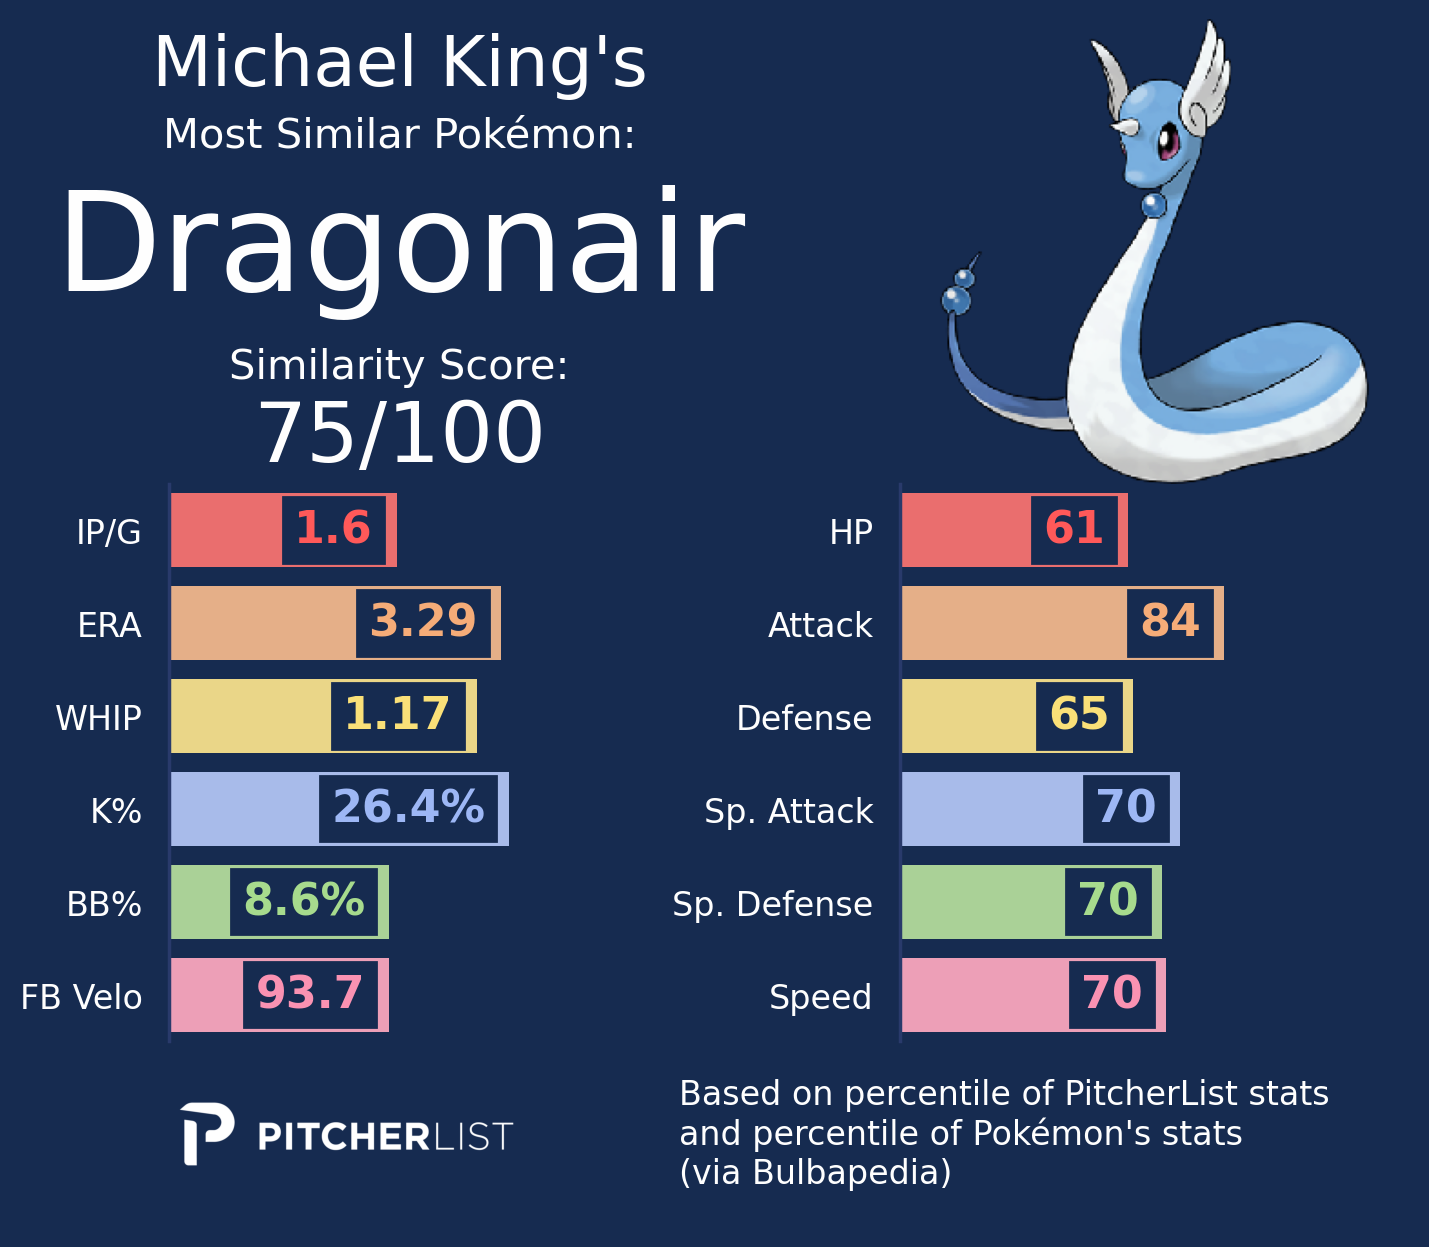 Michael King's
Most Similar Pokémon:
Dragonair
Similarity Score:
75/100
IP/G 1.6
ERA 3.29
WHIP 1.17
K% 26.4%
BB% 8.6%
FB Velo 93.7
HP 61
Attack 84
Defense 65
Sp. Attack 70
Sp. Defense 70
Speed 70
PITCHERLIST
Based on percentile of PitcherList stats
and percentile of Pokémon's stats
(via Bulbapedia)